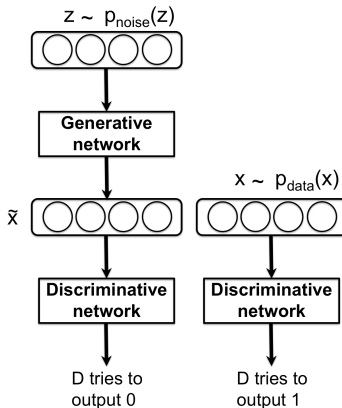 z ~ p_noise(z)
Generative
network
x̃
Discriminative
network
D tries to
output 0
x ~ p_data(x)
Discriminative
network
D tries to
output 1